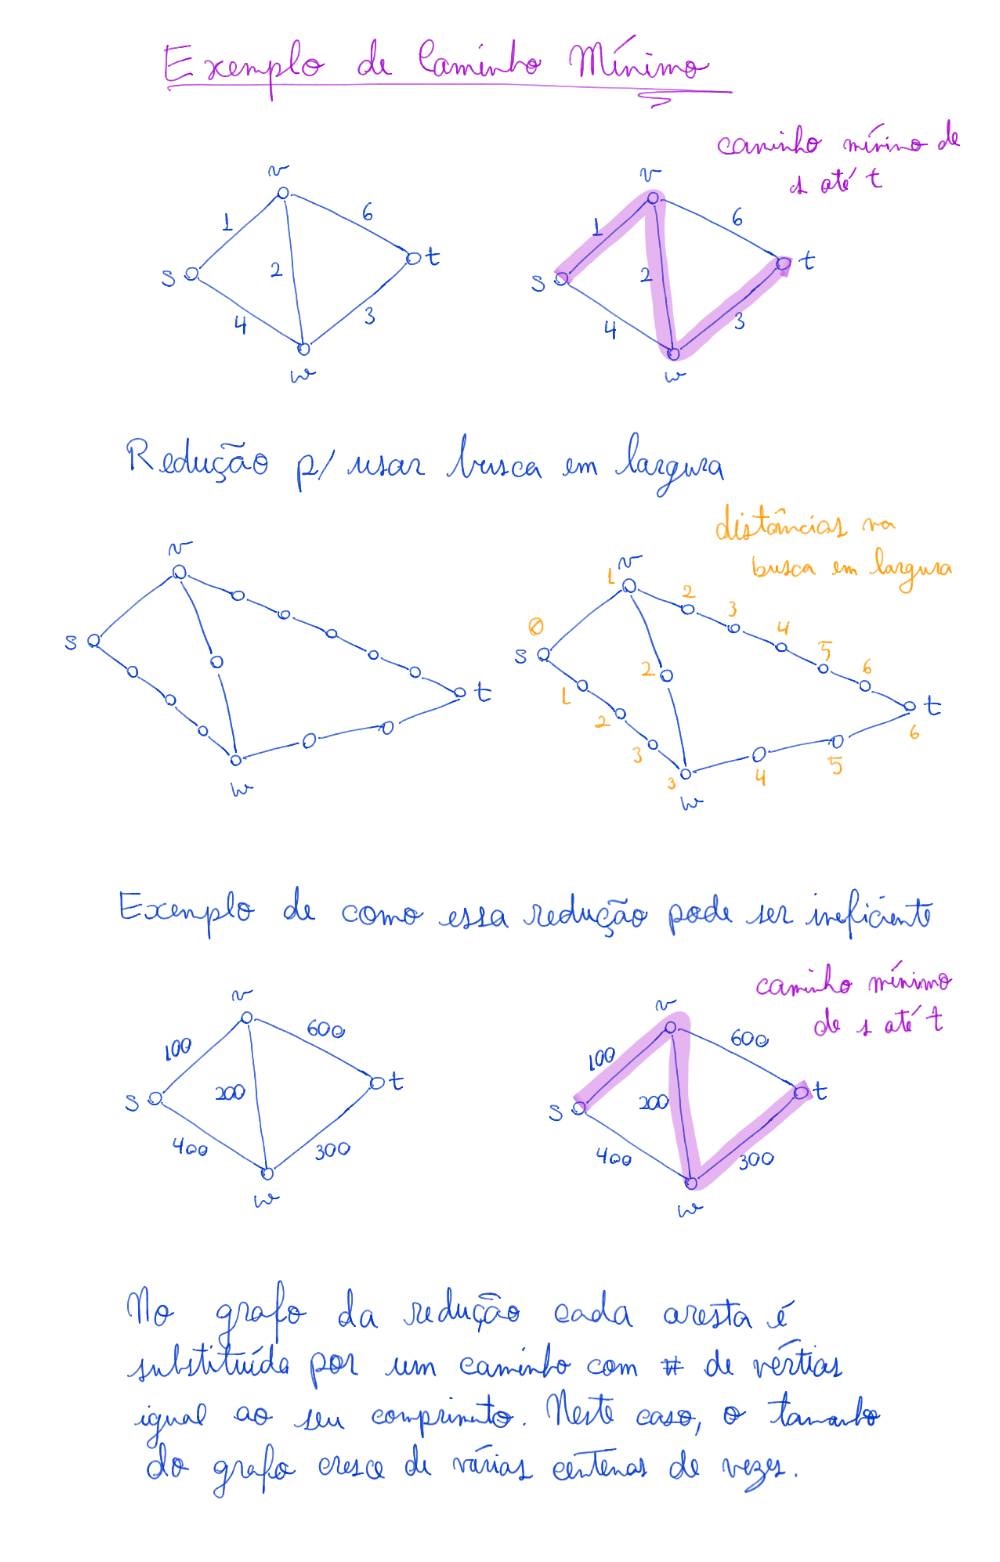 Exemplo de Caminho Mínimo
caminho mínimo de
s até t
v
1
6
s
2
t
4
3
w
v
1
6
s
2
t
4
3
w
Redução p/ usar busca em largura
distâncias na
busca em largura
v
s
t
w
v
1
0
s
2
3
4
5
6
2
1
2
3
3
t
6
4
5
w
Exemplo de como essa redução pode ser ineficiente
caminho mínimo
de s até t
v
100
600
s
200
t
400
300
w
v
100
600
s
200
t
400
300
w
No grafo da redução cada aresta é
substituída por um caminho com # de vértias
igual ao seu comprimento. Neste caso, o tamanho
do grafo cresce de várias centenas de vezes.